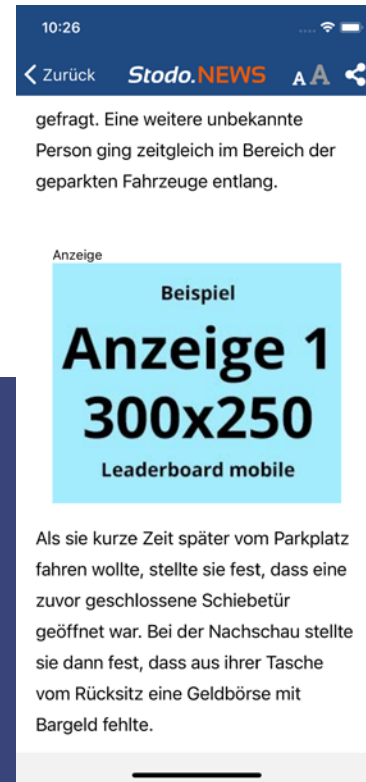 10:26
Zurück Stodo.NEWS A A
gefragt. Eine weitere unbekannte
Person ging zeitgleich im Bereich der
geparkten Fahrzeuge entlang.
Anzeige
Beispiel
Anzeige 1
300x250
Leaderboard mobile
Als sie kurze Zeit später vom Parkplatz
fahren wollte, stellte sie fest, dass eine
zuvor geschlossene Schiebetür
geöffnet war. Bei der Nachschau stellte
sie dann fest, dass aus ihrer Tasche
vom Rücksitz eine Geldbörse mit
Bargeld fehlte.